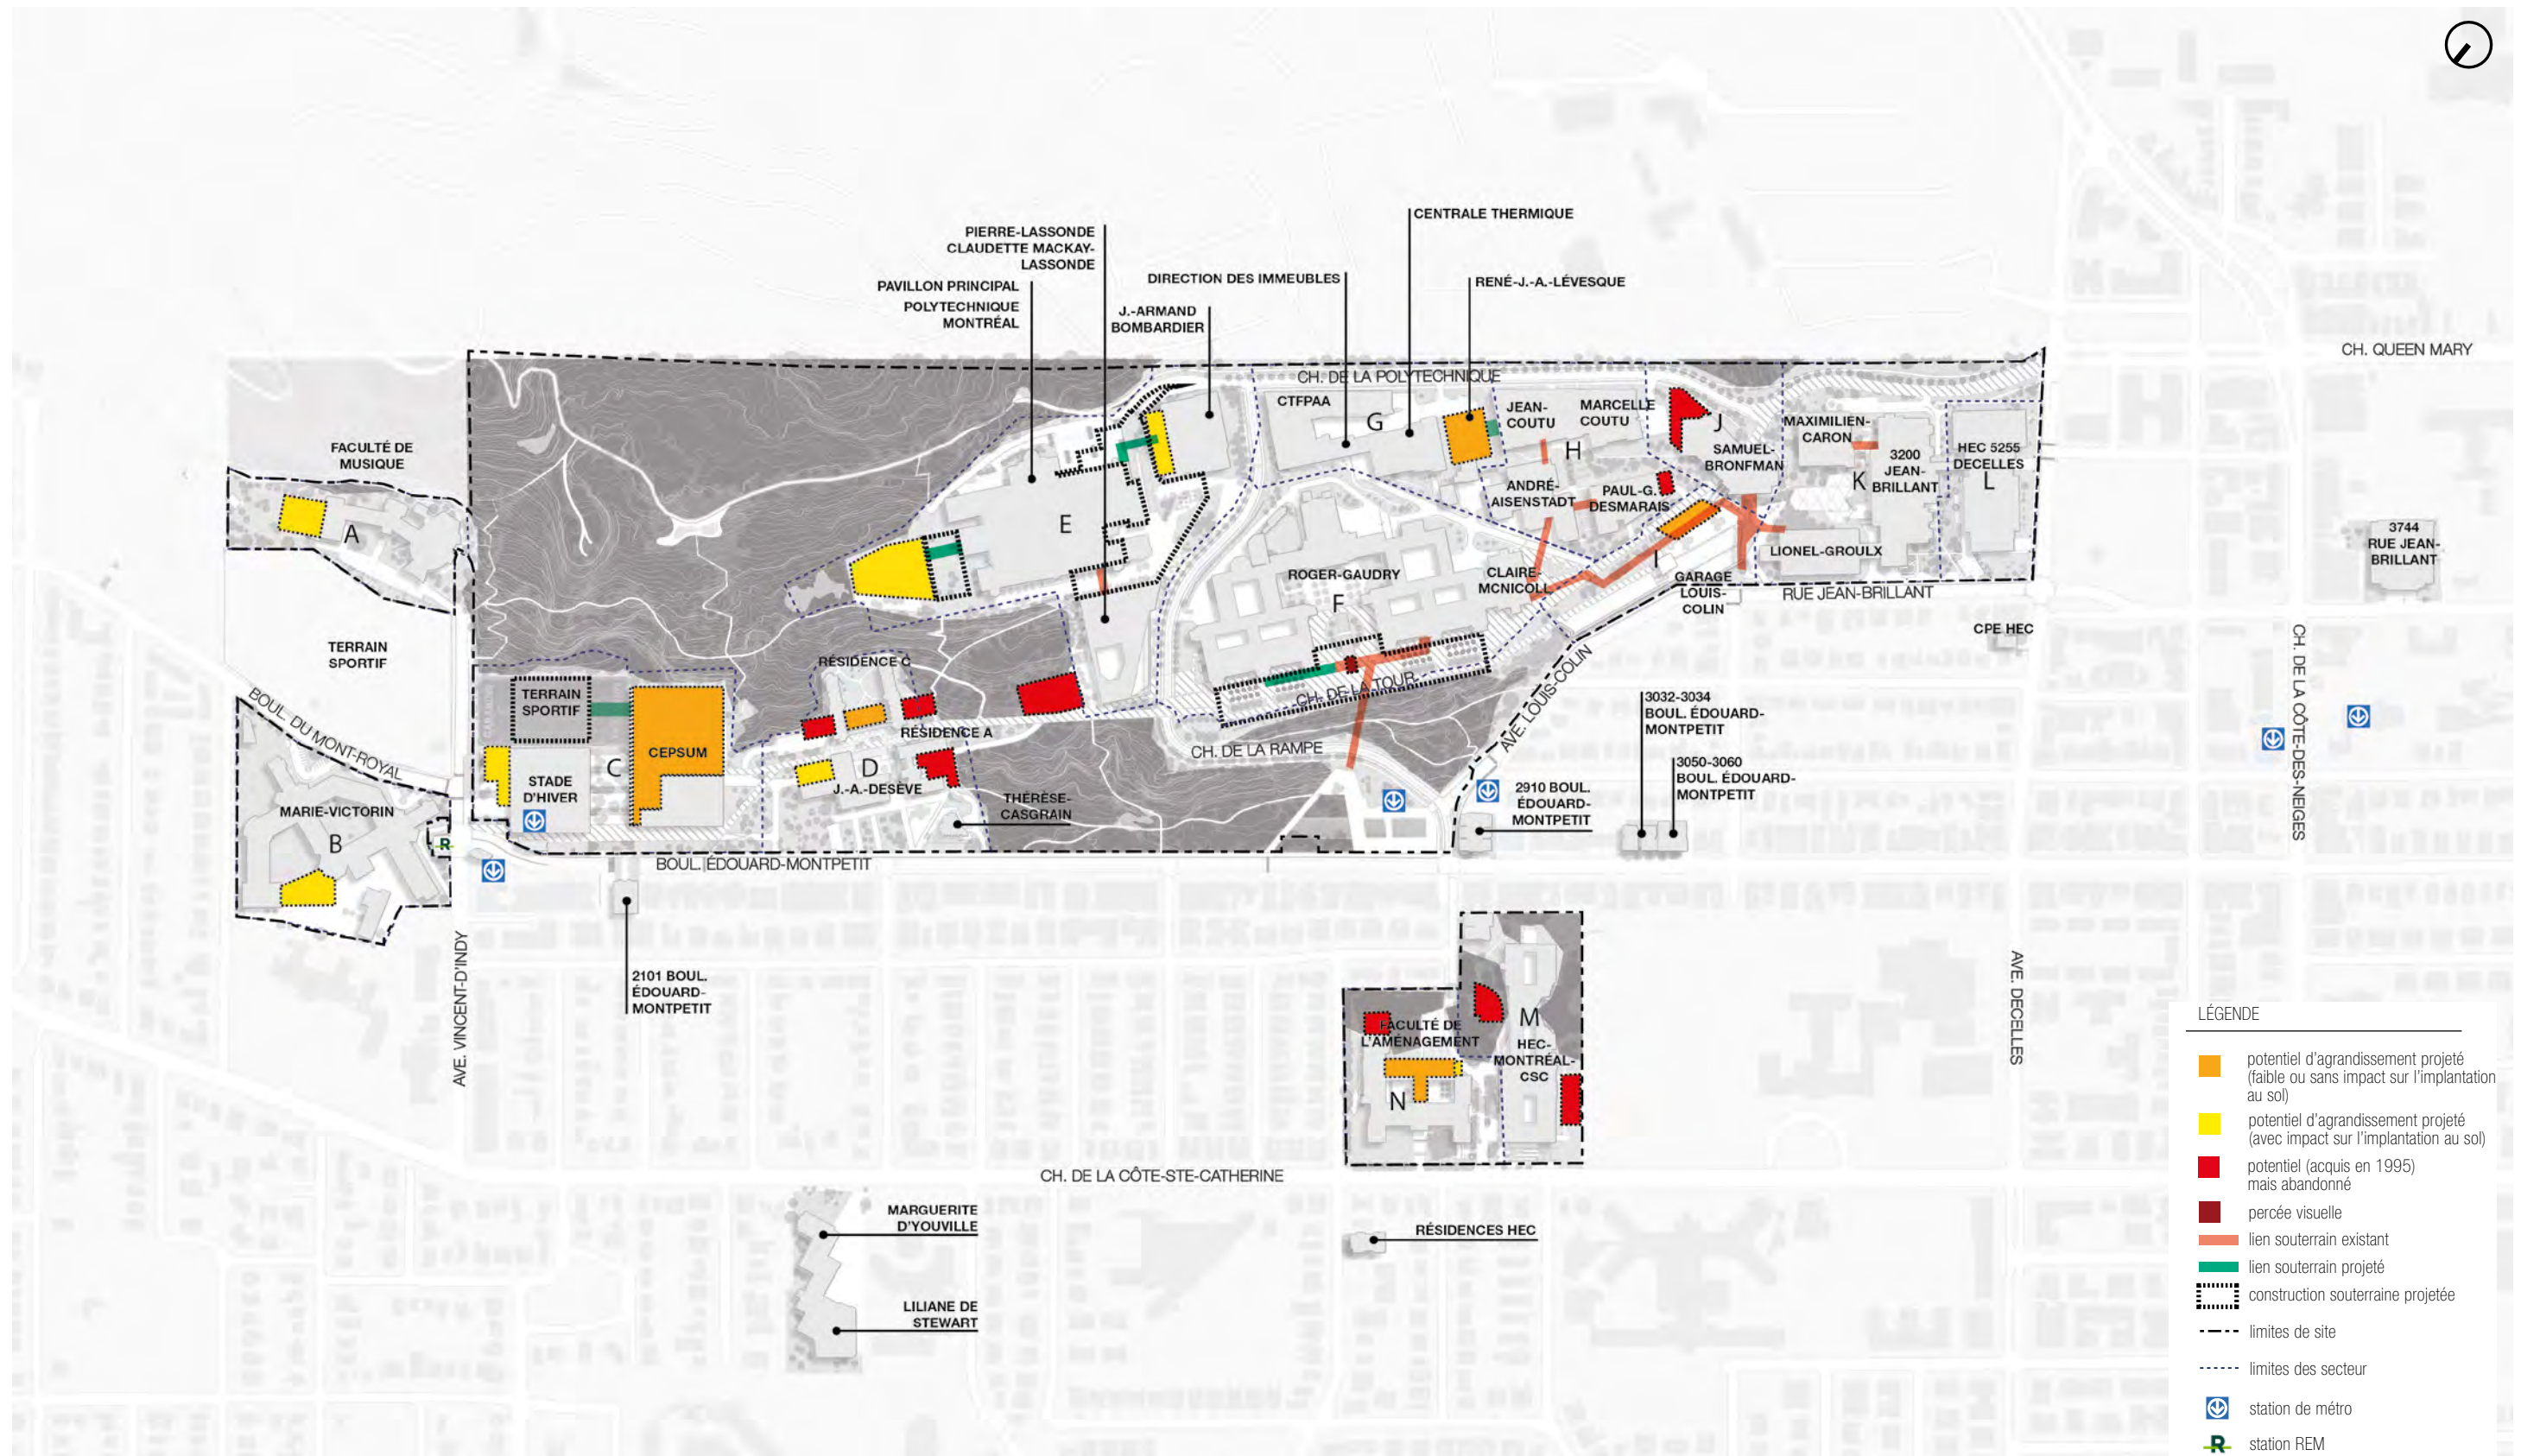 CENTRALE THERMIQUE
PIERRE-LASSONDE
CLAUDETTE MACKAY-
LASSONDE
DIRECTION DES IMMEUBLES
RENÉ-J.-A.-LÉVESQUE
PAVILLON PRINCIPAL
POLYTECHNIQUE
MONTRÉAL
J.-ARMAND
BOMBARDIER
CH. QUEEN MARY
CH. DE LA POLYTECHNIQUE
CTFPAA
G
JEAN-
COUTU
MARCELLE
COUTU
J
MAXIMILIEN-
CARON
FACULTÉ DE
MUSIQUE
H
SAMUEL-
BRONFMAN
3200
JEAN-
BRILLANT
K
HEC 5255
DECELLES
L
ANDRÉ-
AISENSTADT
PAUL-G.
DESMARAIS
A
E
3744
RUE JEAN-
BRILLANT
LIONEL-GROULX
I
ROGER-GAUDRY
F
CLAIRE-
MCNICOLL
GARAGE
LOUIS-
COLIN
RUE JEAN-BRILLANT
CPE HEC
CH. DE LA CÔTE-DES-NEIGES
TERRAIN
SPORTIF
RÉSIDENCE C
BOUL. DU MONT-ROYAL
TERRAIN
SPORTIF
CH. DE LA TOUR
AVE. LOUIS-COLIN
3032-3034
BOUL. ÉDOUARD-
MONTPETIT
RÉSIDENCE A
CEPSUM
CH. DE LA RAMPE
C
STADE
D'HIVER
D
J.-A.-DESÈVE
3050-3060
BOUL. ÉDOUARD-
MONTPETIT
THÉRÈSE-
CASGRAIN
2910 BOUL.
ÉDOUARD-
MONTPETIT
MARIE-VICTORIN
B
R
BOUL. ÉDOUARD-MONTPETIT
AVE. VINCENT-D'INDY
2101 BOUL.
ÉDOUARD-
MONTPETIT
AVE. DECELLES
FACULTÉ DE
L'AMÉNAGEMENT
M
HEC-
MONTRÉAL-
CSC
N
CH. DE LA CÔTE-STE-CATHERINE
MARGUERITE
D'YOUVILLE
RÉSIDENCES HEC
LILIANE DE
STEWART
LÉGENDE
potentiel d'agrandissement projeté
(faible ou sans impact sur l'implantation
au sol)
potentiel d'agrandissement projeté
(avec impact sur l'implantation au sol)
potentiel (acquis en 1995)
mais abandonné
percée visuelle
lien souterrain existant
lien souterrain projeté
construction souterraine projetée
limites de site
limites des secteur
station de métro
R station REM